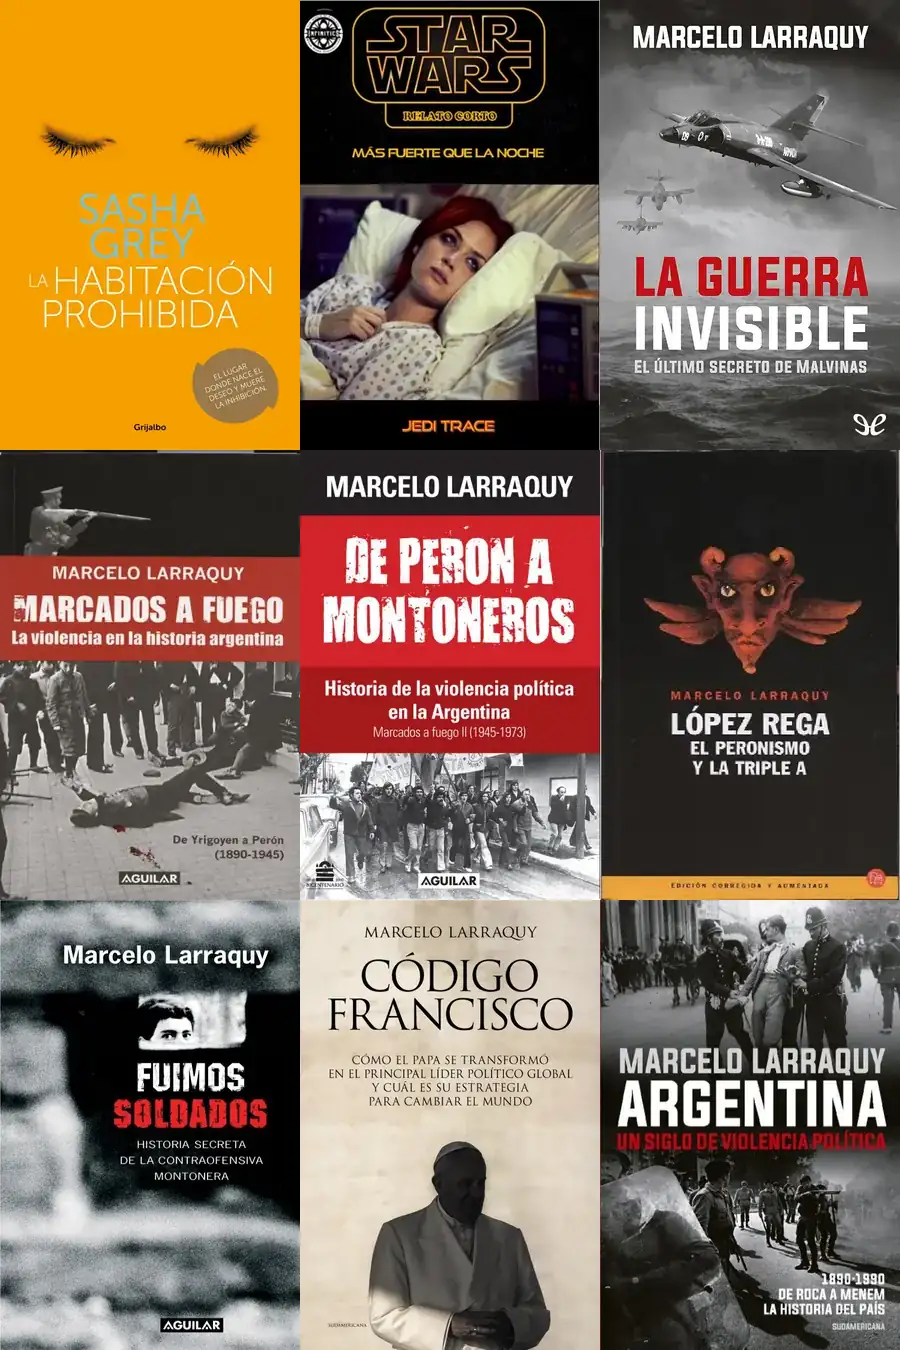 SASHA
GREY
LA HABITACIÓN
PROHIBIDA
EL LUGAR
DONDE NACE EL
DESEO Y MUERE
LA INHIBICIÓN.
Grijalbo
INFINITICO
STAR
WARS
RELATO CORTO
MÁS FUERTE QUE LA NOCHE
JEDI TRACE
MARCELO LARRAQUY
LA GUERRA
INVISIBLE
EL ÚLTIMO SECRETO DE MALVINAS
MARCELO LARRAQUY
MARCADOS A FUEGO
La violencia en la historia argentina
De Yrigoyen a Perón
(1890-1945)
AGUILAR
MARCELO LARRAQUY
DE PERON A
MONTONEROS
Historia de la violencia política
en la Argentina
Marcados a fuego II (1945-1973)
BICENTENARIO
AGUILAR
MARCELO LARRAQUY
LÓPEZ REGA
EL PERONISMO
Y LA TRIPLE A
EDICIÓN CORREGIDA Y AUMENTADA
Marcelo Larraquy
FUIMOS
SOLDADOS
HISTORIA SECRETA
DE LA CONTRAOFENSIVA
MONTONERA
AGUILAR
MARCELO LARRAQUY
CÓDIGO
FRANCISCO
CÓMO EL PAPA SE TRANSFORMÓ
EN EL PRINCIPAL LÍDER POLÍTICO GLOBAL
Y CUÁL ES SU ESTRATEGIA
PARA CAMBIAR EL MUNDO
SUDAMERICANA
MARCELO LARRAQUY
ARGENTINA
UN SIGLO DE VIOLENCIA POLÍTICA
1890-1990
DE ROCA A MENEM
LA HISTORIA DEL PAÍS
SUDAMERICANA